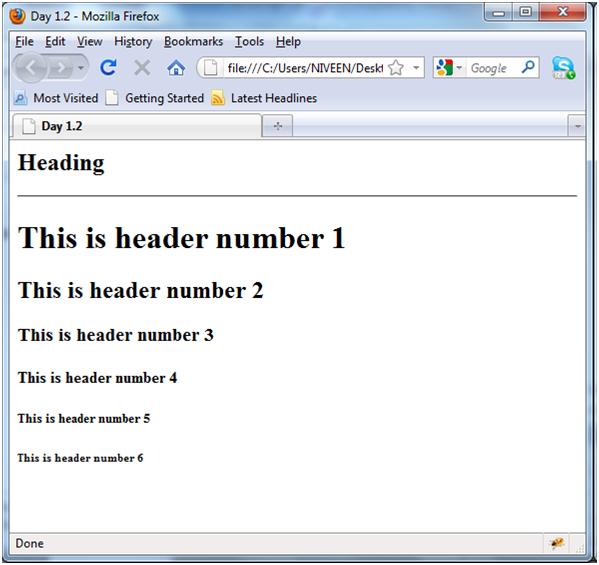 Day 1.2 - Mozilla Firefox
File Edit View History Bookmarks Tools Help
file:///C:/Users/NIVEEN/Deskt Google
Most Visited Getting Started Latest Headlines
Day 1.2
Heading
This is header number 1
This is header number 2
This is header number 3
This is header number 4
This is header number 5
This is header number 6
Done